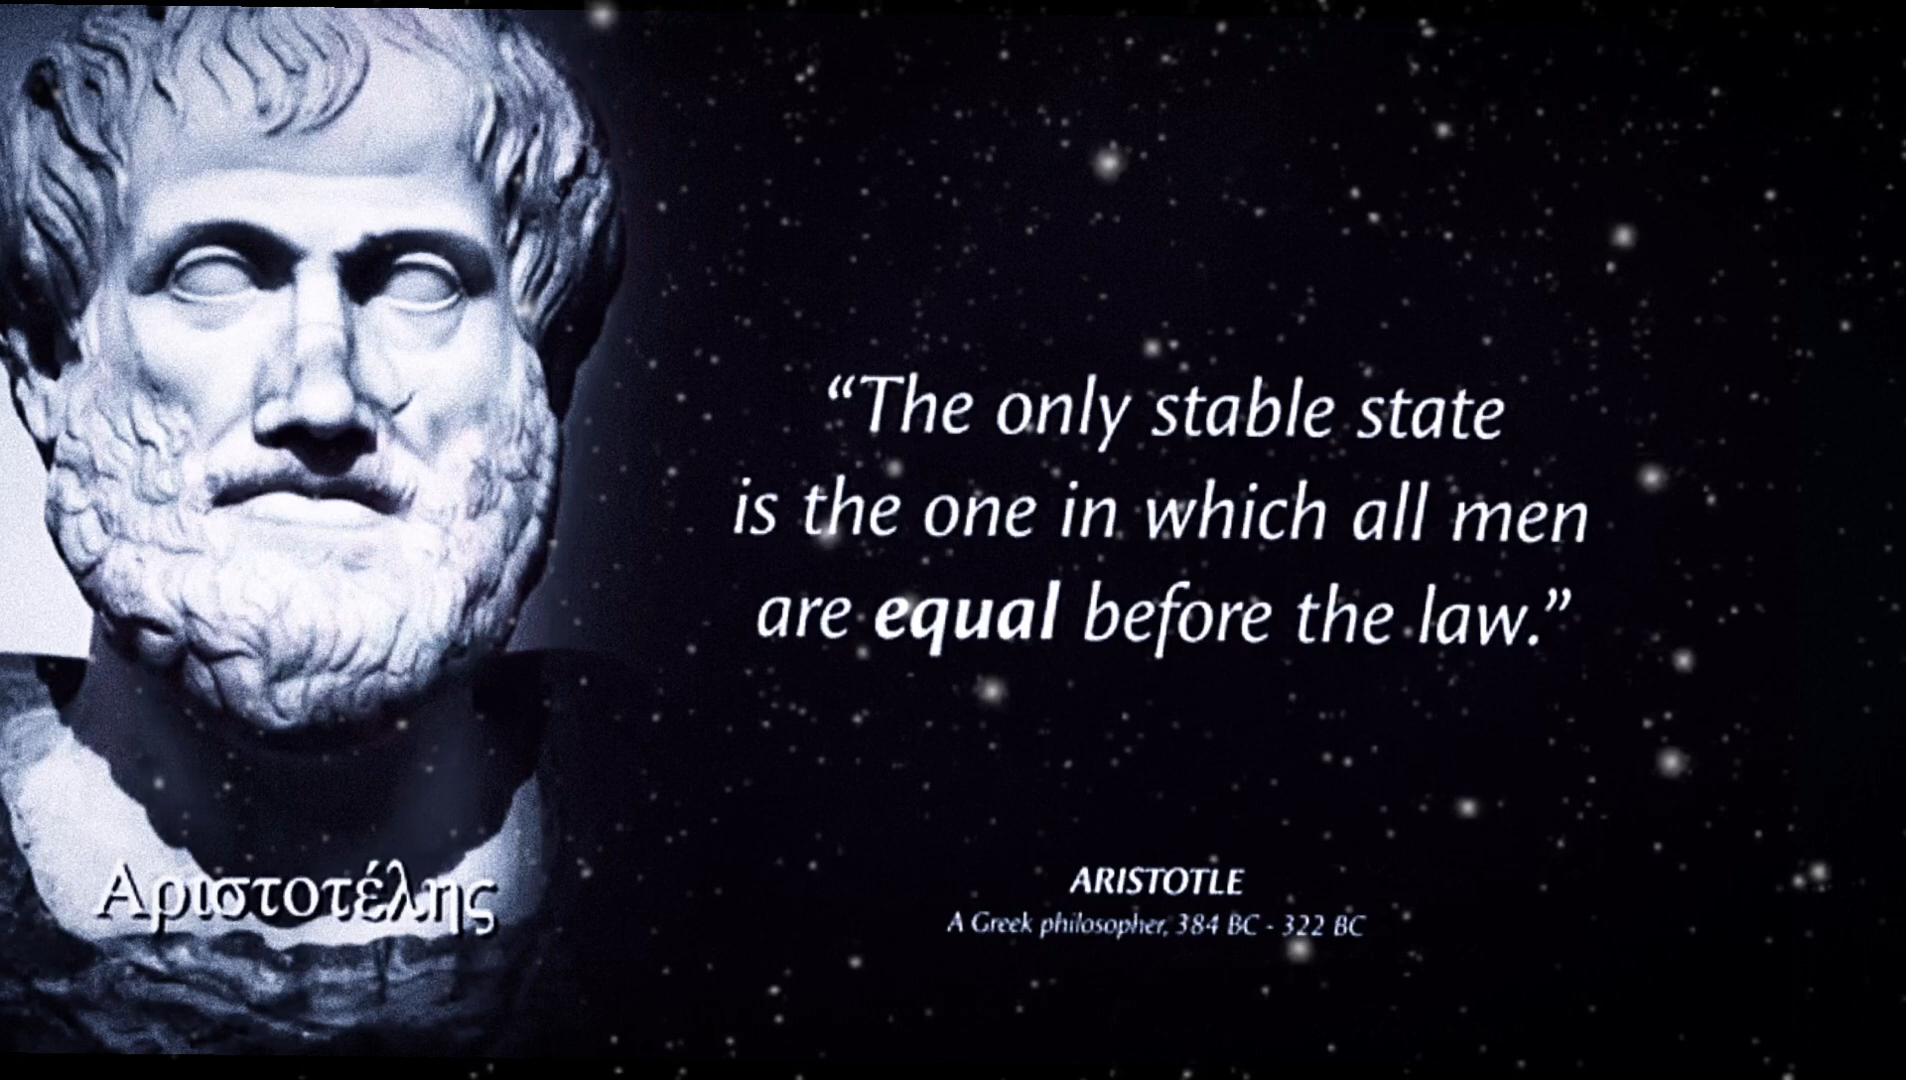 “The only stable state
is the one in which all men
are equal before the law.”
ARISTOTLE
A Greek philosopher, 384 BC - 322 BC
Αριστοτέλης